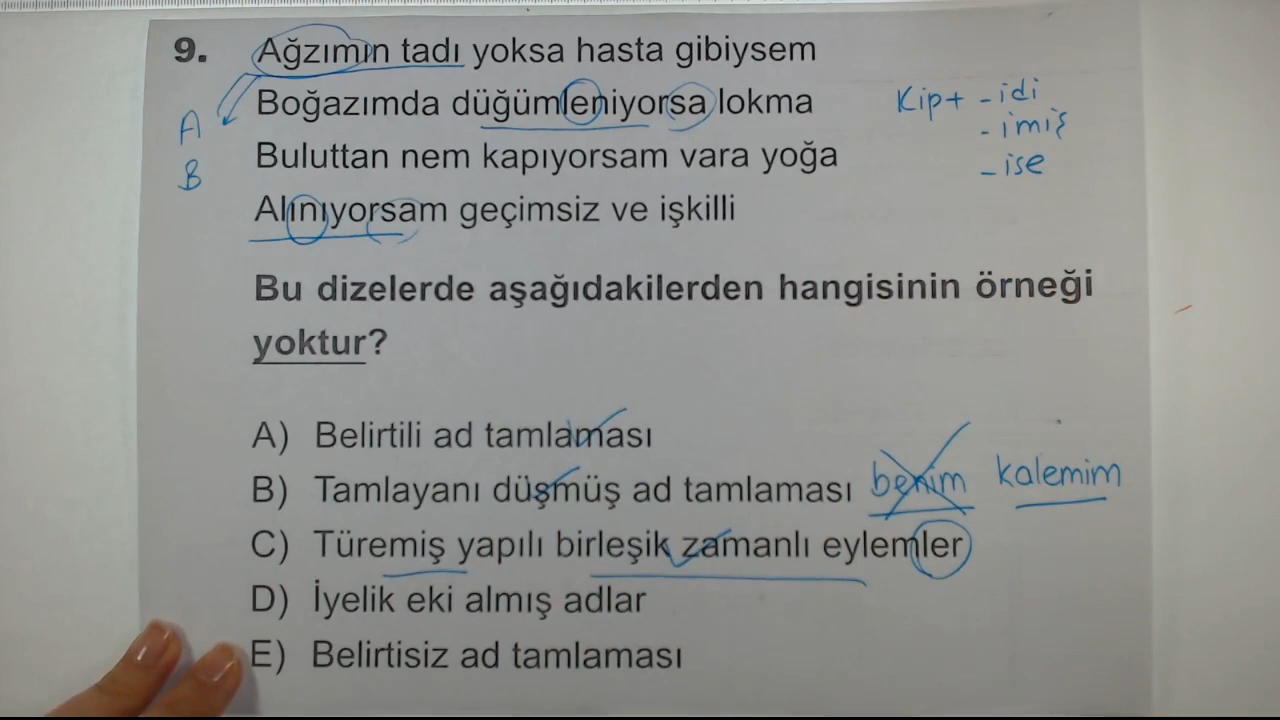 9. Ağzımın tadı yoksa hasta gibiysem
Boğazımda düğümleniyorsa lokma
Buluttan nem kapıyorsam vara yoğa
Alınıyorsam geçimsiz ve işkilli
A
B
Kip+ -idi
-imiş
-ise
Bu dizelerde aşağıdakilerden hangisinin örneği
yoktur?
A) Belirtili ad tamlaması
B) Tamlayanı düşmüş ad tamlaması benim kalemim
C) Türemiş yapılı birleşik zamanlı eylemler
D) İyelik eki almış adlar
E) Belirtisiz ad tamlaması